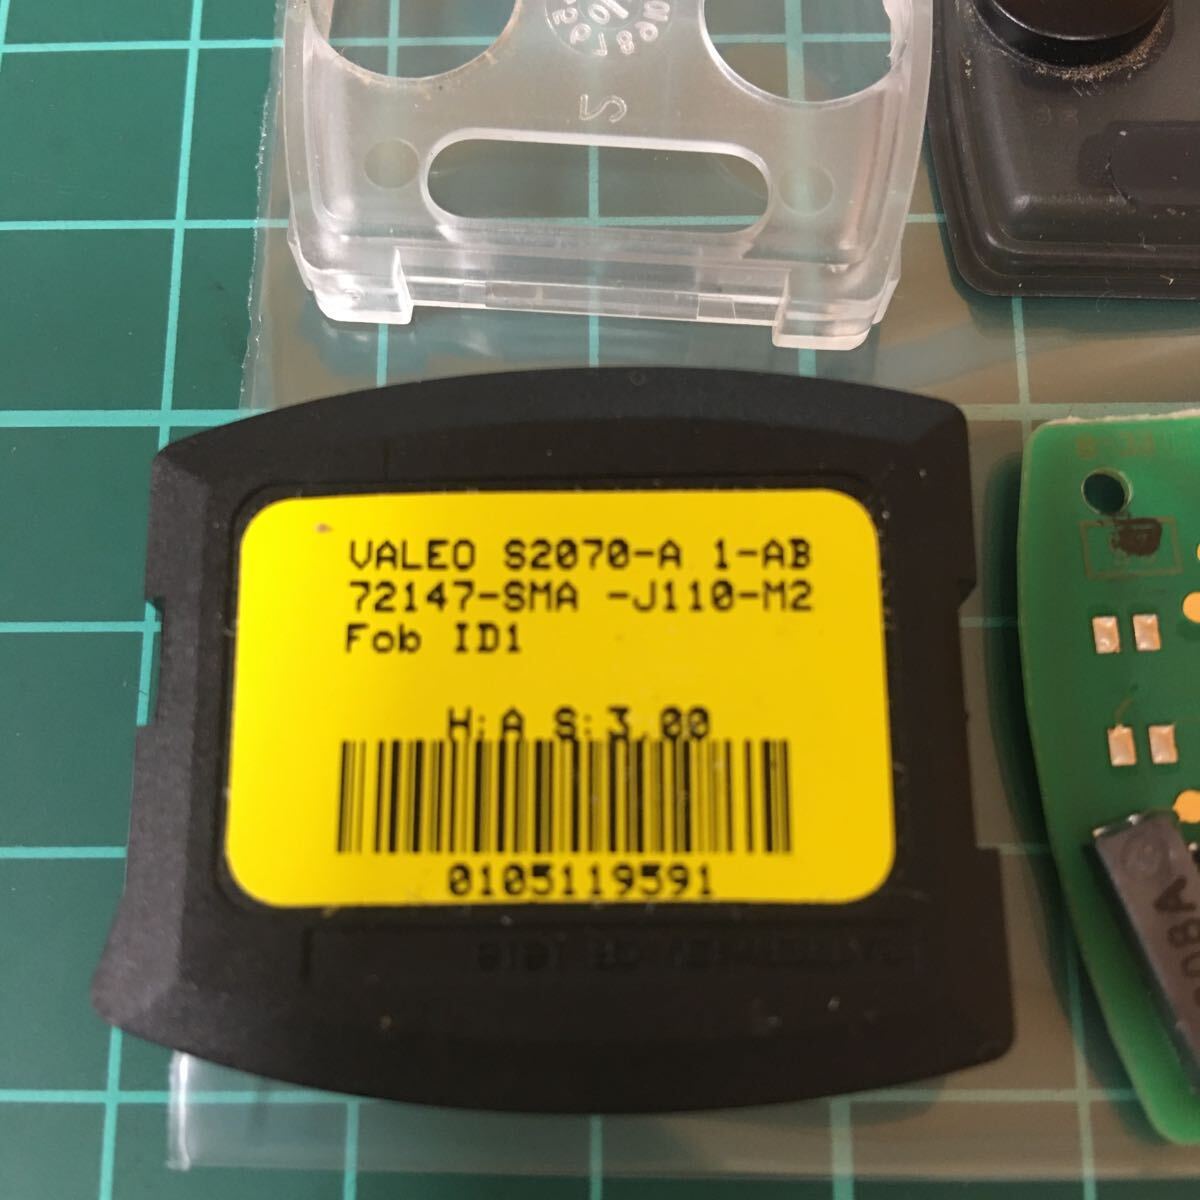 VALEO S2070-A 1-AB
72147-SMA -J110-M2
Fob ID1
H:A S:3.00
0105119591